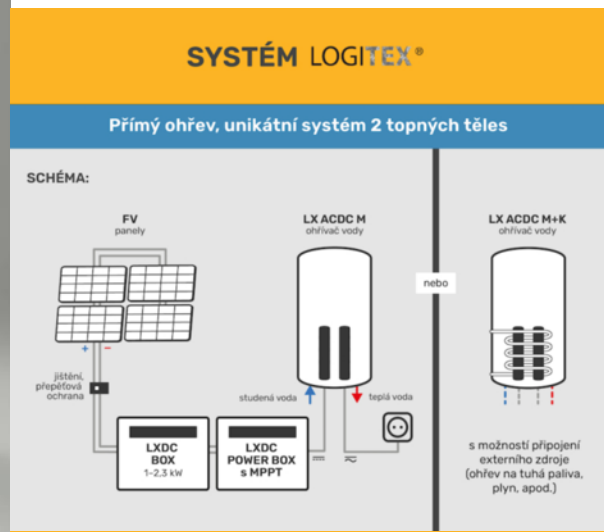 SYSTÉM LOGITEX®
Přímý ohřev, unikátní systém 2 topných těles
SCHÉMA:
FV
panely
LX ACDC M
ohřívač vody
LX ACDC M+K
ohřívač vody
nebo
+ −
jištění,
přepěťová
ochrana
studená voda
teplá voda
LXDC
BOX
1–2,3 kW
LXDC
POWER BOX
s MPPT
s možností připojení
externího zdroje
(ohřev na tuhá paliva,
plyn, apod.)